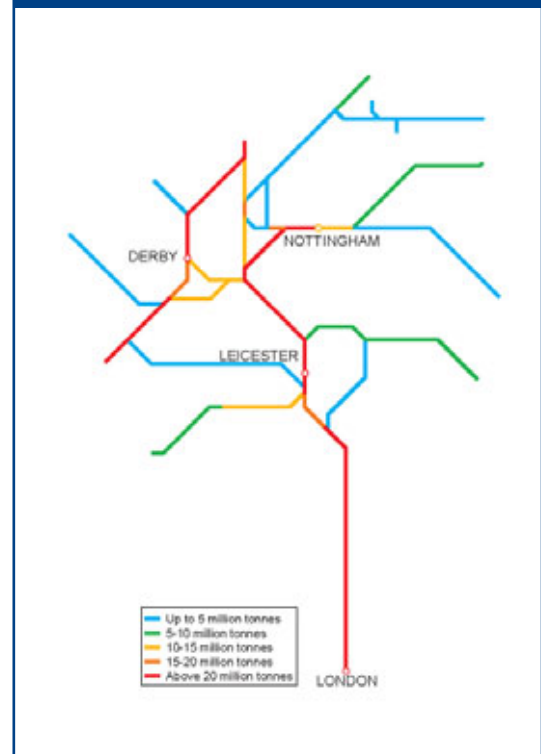 NOTTINGHAM
DERBY
LEICESTER
Up to 5 million tonnes
5-10 million tonnes
10-15 million tonnes
15-20 million tonnes
Above 20 million tonnes
LONDON